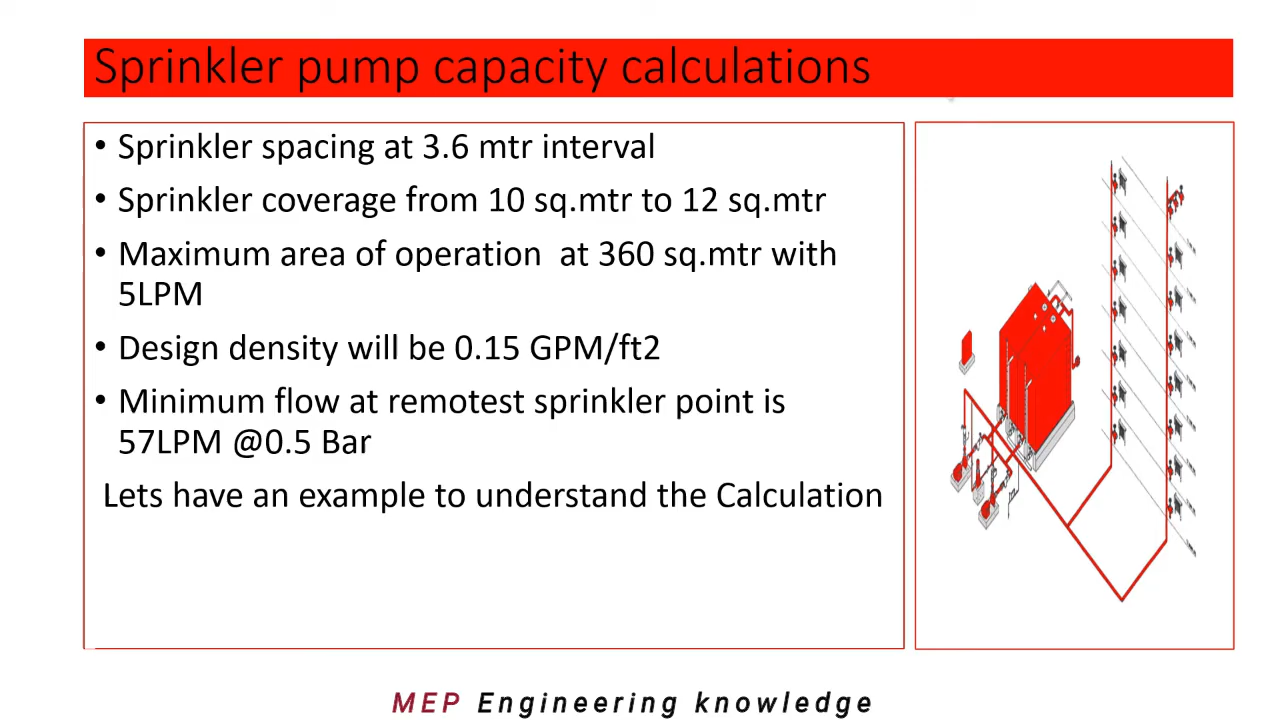 Sprinkler pump capacity calculations
• Sprinkler spacing at 3.6 mtr interval
• Sprinkler coverage from 10 sq.mtr to 12 sq.mtr
• Maximum area of operation at 360 sq.mtr with
5LPM
• Design density will be 0.15 GPM/ft2
• Minimum flow at remotest sprinkler point is
57LPM @0.5 Bar
Lets have an example to understand the Calculation
MEP Engineering knowledge